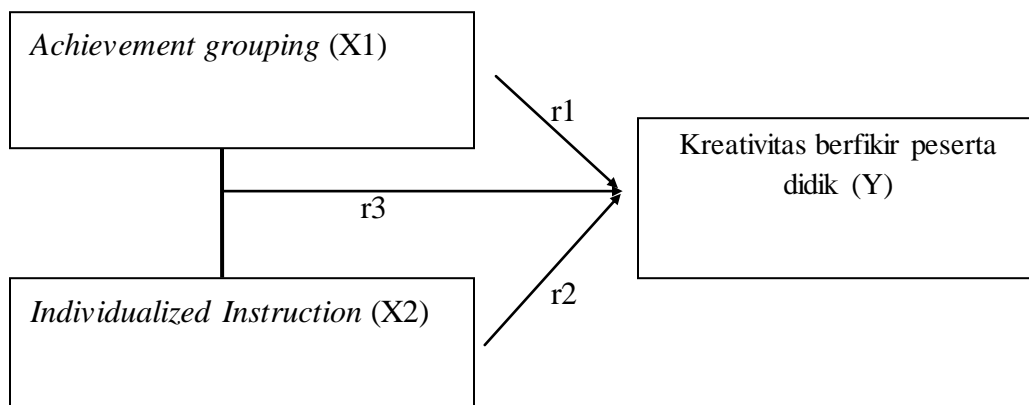 Achievement grouping (X1)
r1
Kreativitas berfikir peserta
didik (Y)
r3
Individualized Instruction (X2)
r2